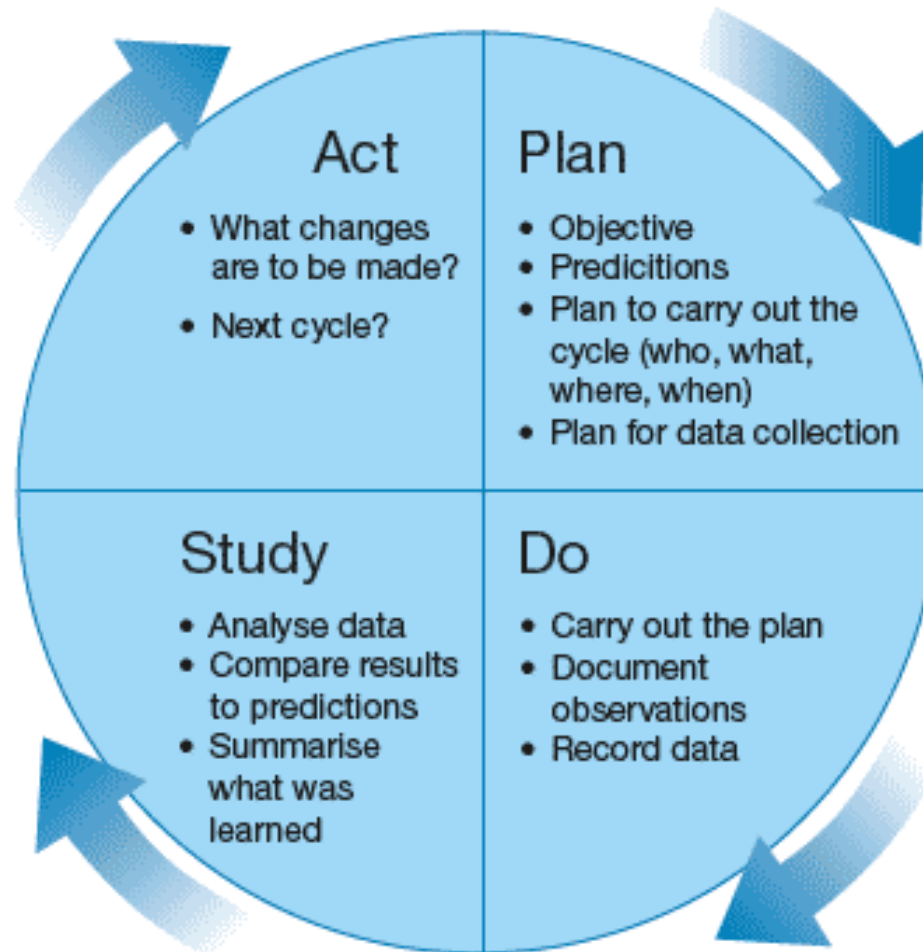 Act
• What changes
are to be made?
• Next cycle?
Plan
• Objective
• Predicitions
• Plan to carry out the
cycle (who, what,
where, when)
• Plan for data collection
Study
• Analyse data
• Compare results
to predictions
• Summarise
what was
learned
Do
• Carry out the plan
• Document
observations
• Record data